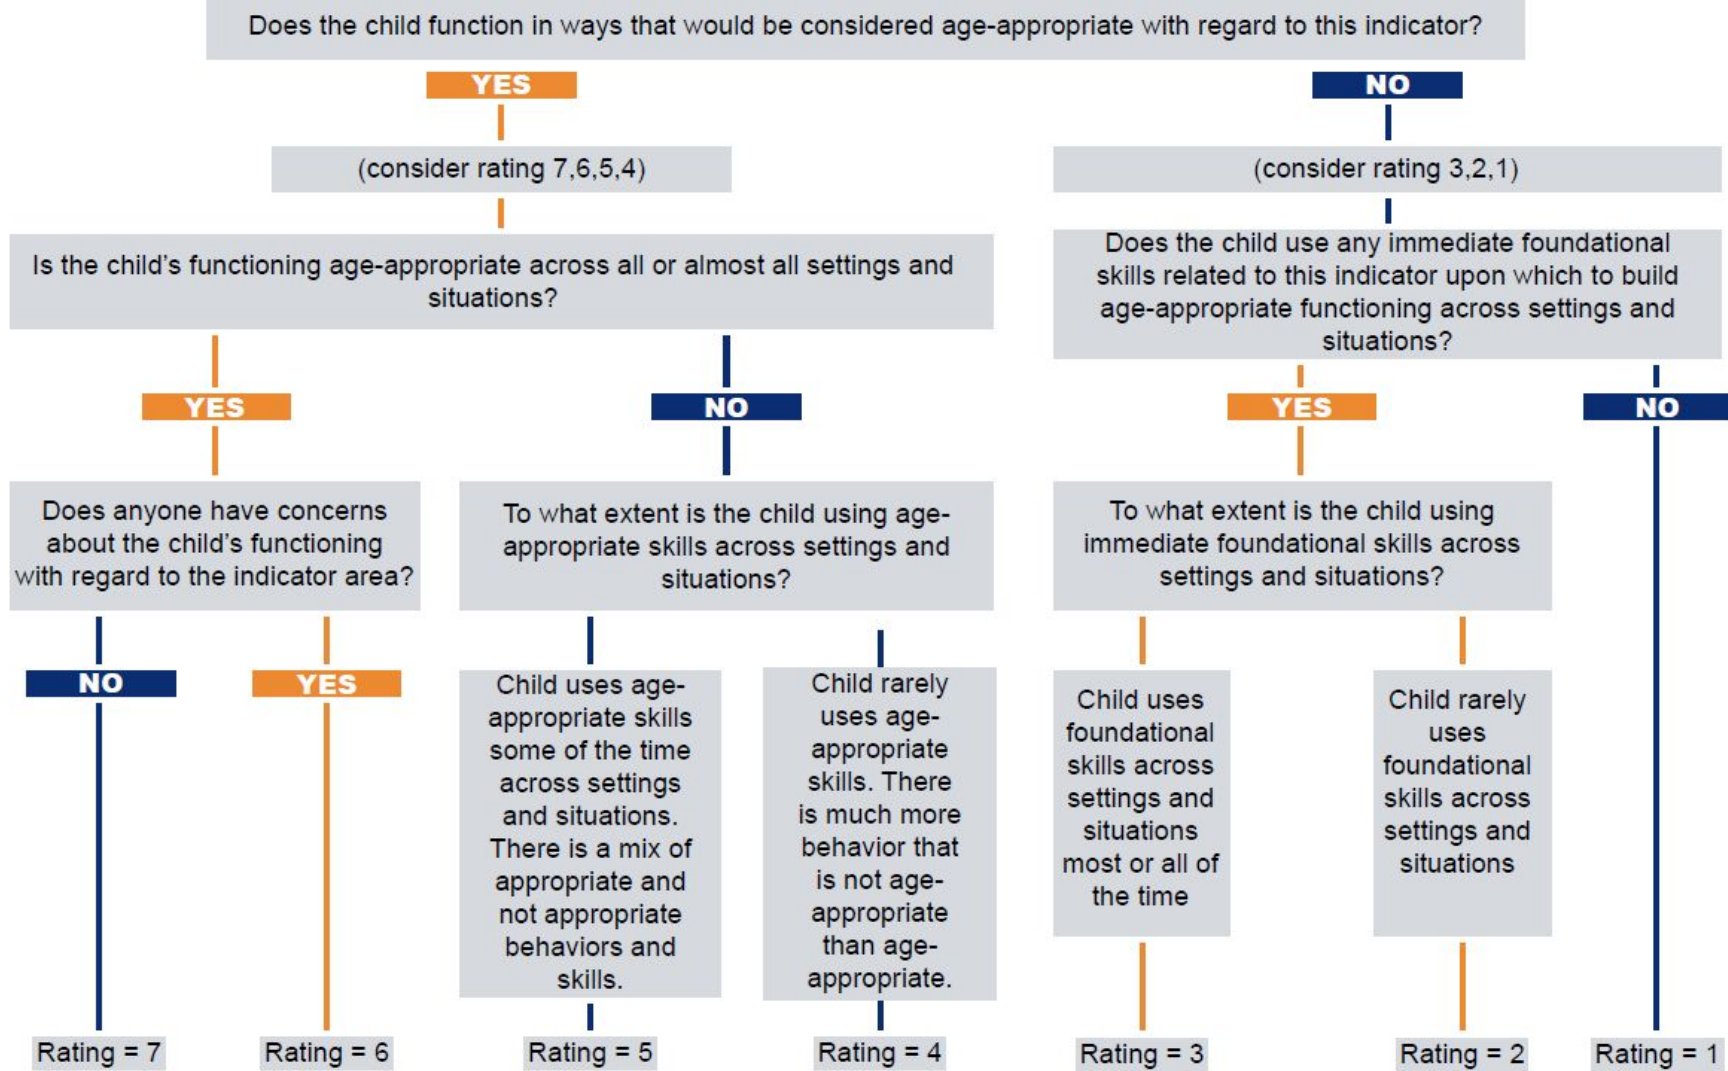 Does the child function in ways that would be considered age-appropriate with regard to this indicator?
YES
NO
(consider rating 7,6,5,4)
(consider rating 3,2,1)
Is the child's functioning age-appropriate across all or almost all settings and
situations?
Does the child use any immediate foundational
skills related to this indicator upon which to build
age-appropriate functioning across settings and
situations?
YES
NO
YES
NO
Does anyone have concerns
about the child's functioning
with regard to the indicator area?
To what extent is the child using age-
appropriate skills across settings and
situations?
To what extent is the child using
immediate foundational skills across
settings and situations?
NO
YES
Child uses age-
appropriate skills
some of the time
across settings
and situations.
There is a mix of
appropriate and
not appropriate
behaviors and
skills.
Child rarely
uses age-
appropriate
skills. There
is much more
behavior that
is not age-
appropriate
than age-
appropriate.
Child uses
foundational
skills across
settings and
situations
most or all of
the time
Child rarely
uses
foundational
skills across
settings and
situations
Rating = 7
Rating = 6
Rating = 5
Rating = 4
Rating = 3
Rating = 2
Rating = 1